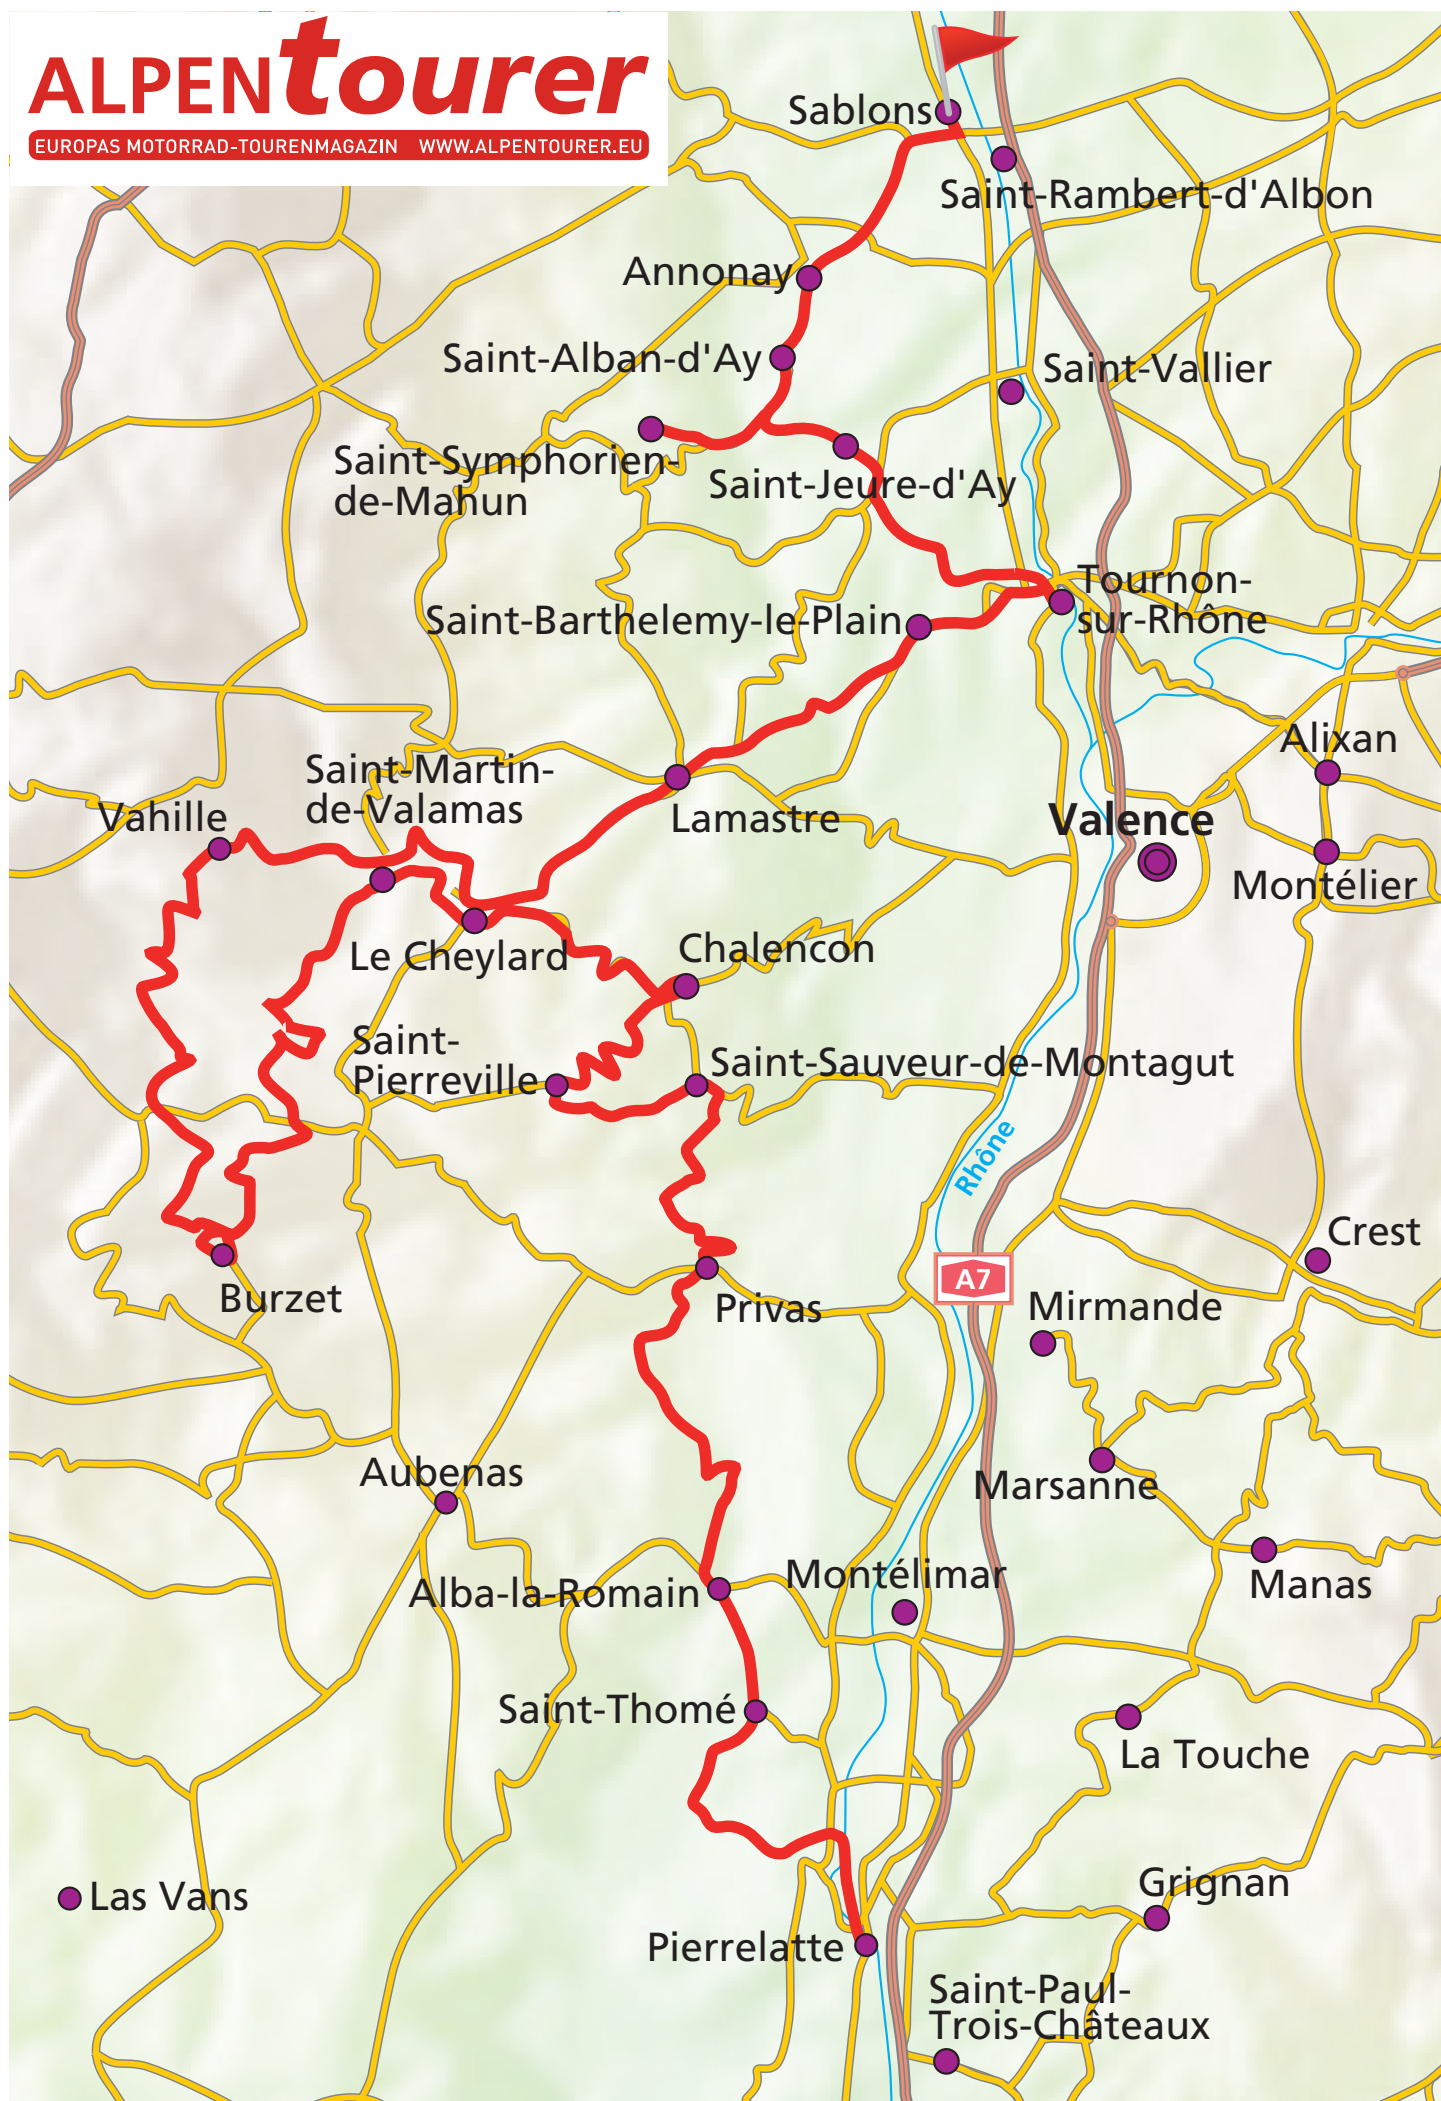 ALPENtourer
EUROPAS MOTORRAD-TOURENMAGAZIN WWW.ALPENTOURER.EU
Sablons
Saint-Rambert-d'Albon
Annonay
Saint-Alban-d'Ay
Saint-Vallier
Saint-Symphorien-
de-Mahun
Saint-Jeure-d'Ay
Tournon-
sur-Rhône
Saint-Barthelemy-le-Plain
Alixan
Saint-Martin-
de-Valamas
Vahille
Lamastre
Valence
Montélier
Le Cheylard
Chalencon
Saint-
Pierreville
Saint-Sauveur-de-Montagut
Rhône
Crest
A7
Burzet
Privas
Mirmande
Aubenas
Marsanne
Montélimar
Manas
Alba-la-Romain
Saint-Thomé
La Touche
Las Vans
Grignan
Pierrelatte
Saint-Paul-
Trois-Châteaux